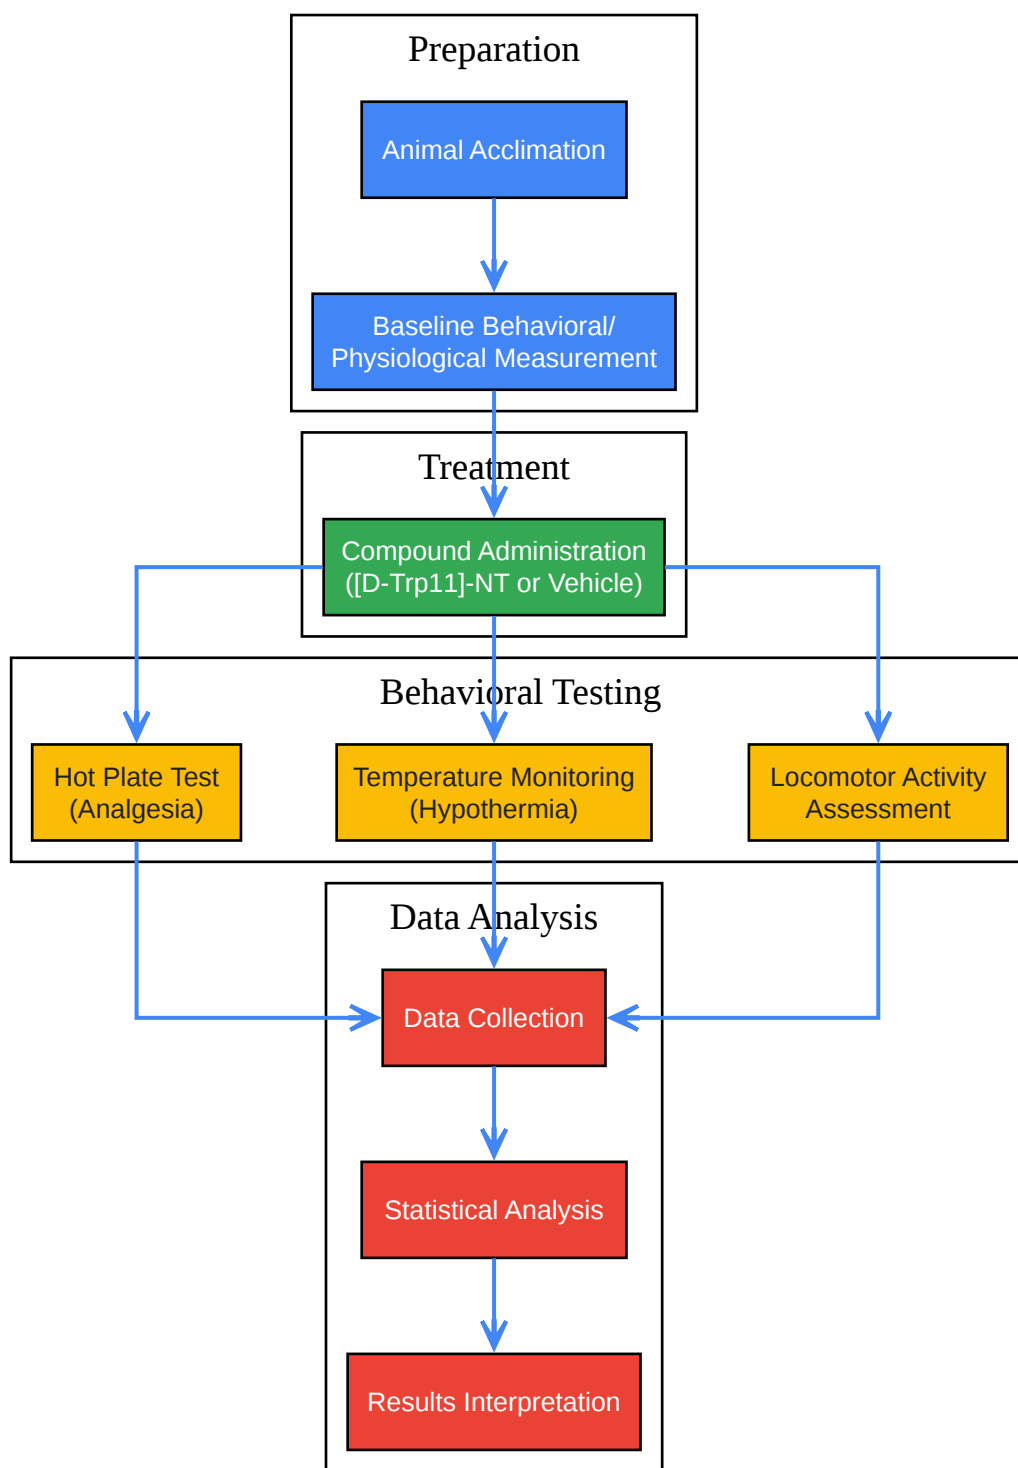 Preparation
Animal Acclimation
Baseline Behavioral/
Physiological Measurement
Treatment
Compound Administration
([D-Trp11]-NT or Vehicle)
Behavioral Testing
Hot Plate Test
(Analgesia)
Temperature Monitoring
(Hypothermia)
Locomotor Activity
Assessment
Data Analysis
Data Collection
Statistical Analysis
Results Interpretation